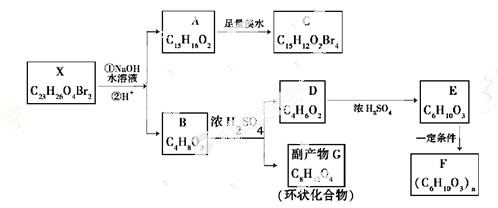 A
C₁₅H₁₆O₂
足量溴水
C
C₁₅H₁₂O₂Br₄
X
C₂₃H₂₆O₄Br₂
①NaOH
水溶液
②H⁺
B
C₄H₈O₃
浓H₂SO₄
D
C₄H₆O₂
浓H₂SO₄
E
C₆H₁₀O₃
一定条件
F
(C₆H₁₀O₃)ₙ
副产物G
C₈H₁₂O₄
(环状化合物)